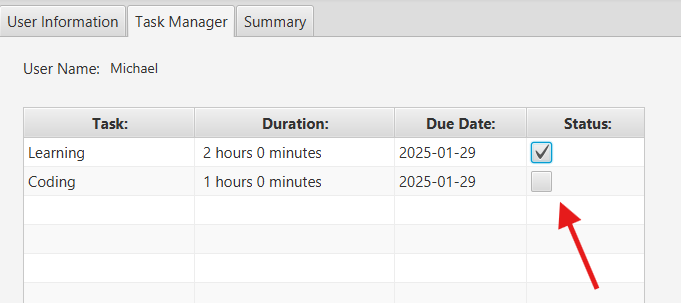 User Information Task Manager Summary
User Name: Michael
Task: Duration: Due Date: Status:
Learning 2 hours 0 minutes 2025-01-29
Coding 1 hours 0 minutes 2025-01-29